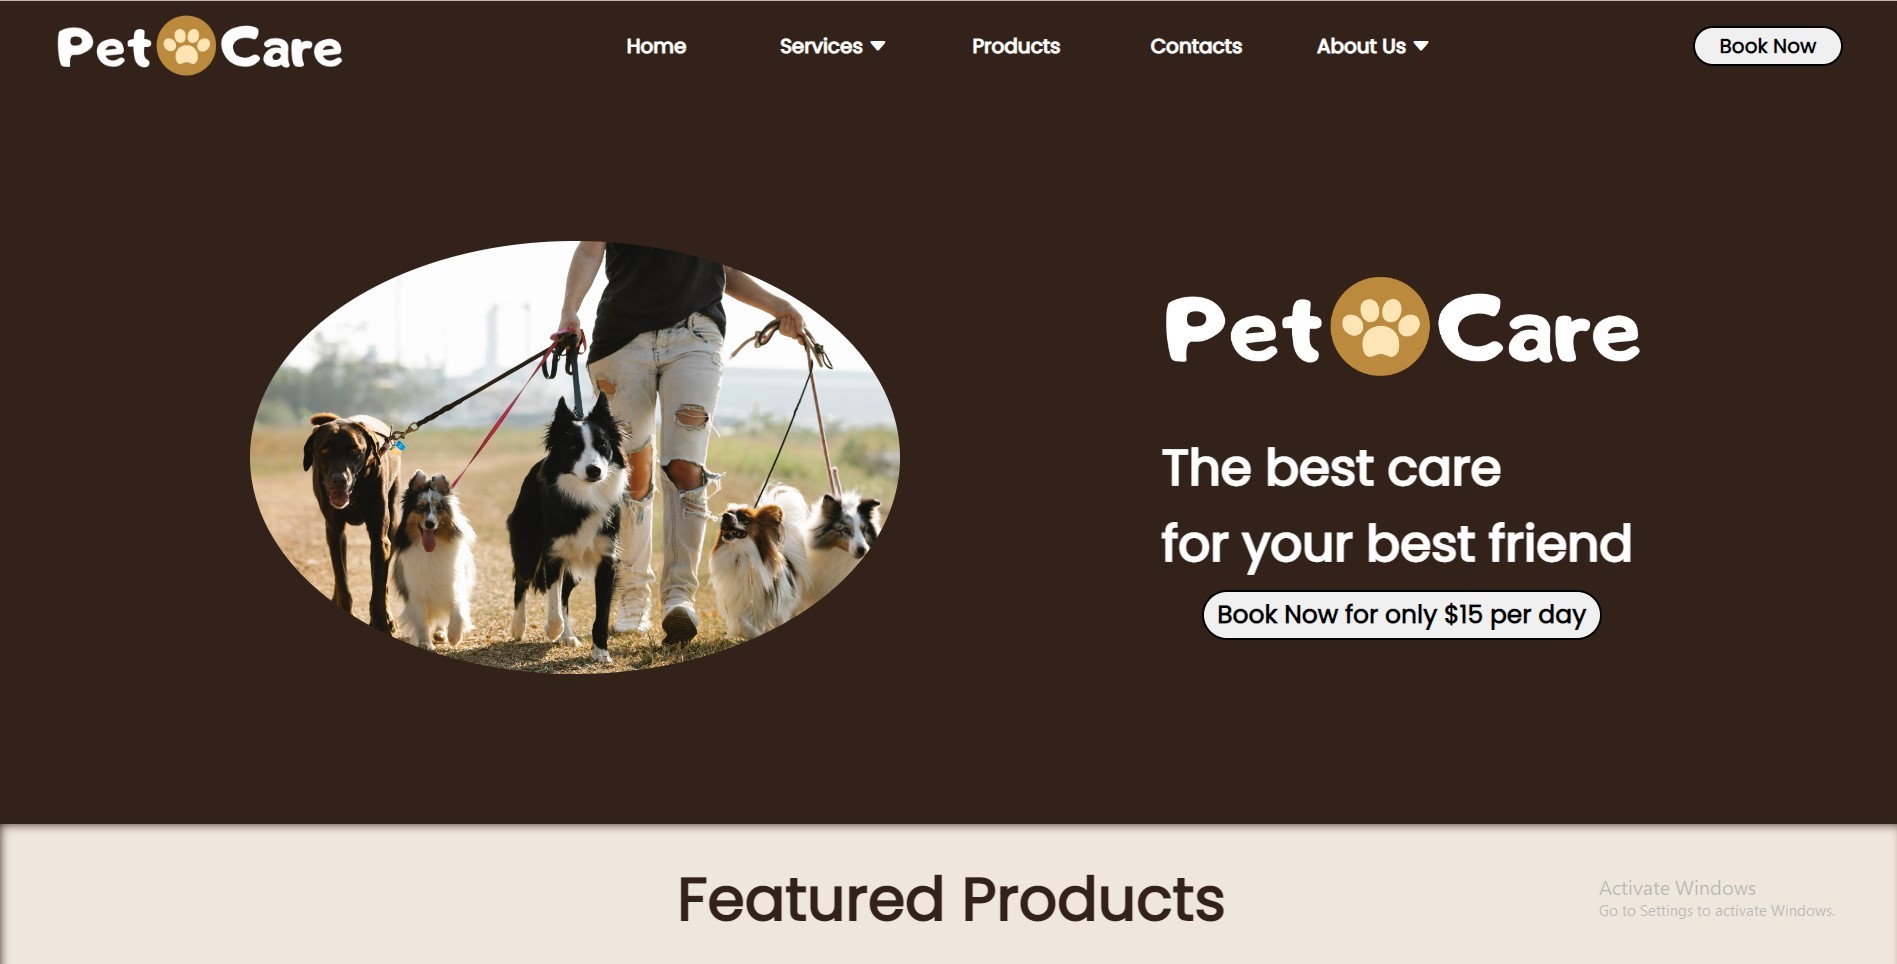 Pet Care
Home
Services
Products
Contacts
About Us
Book Now
Pet Care
The best care
for your best friend
Book Now for only $15 per day
Featured Products
Activate Windows
Go to Settings to activate Windows.